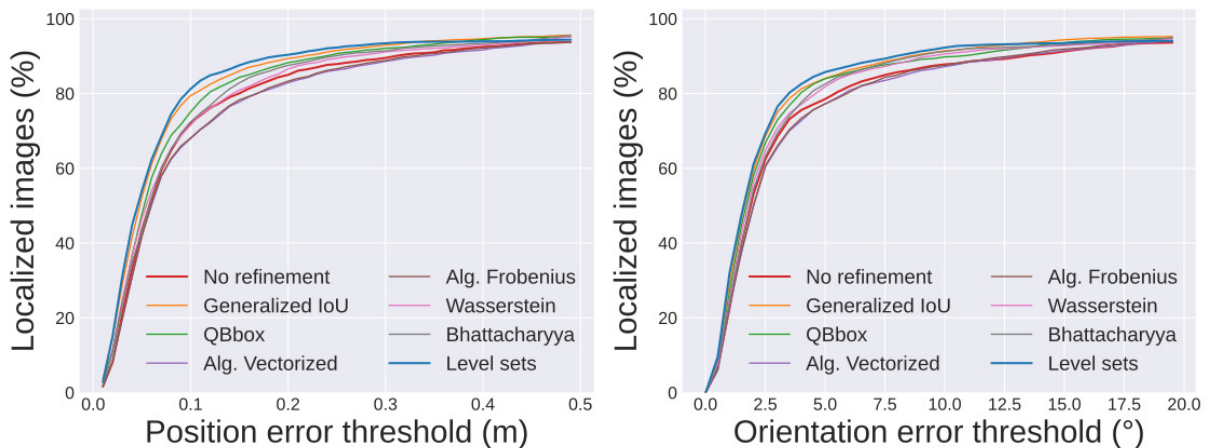 Localized images (%)
100
80
60
40
20
0
0.0 0.1 0.2 0.3 0.4 0.5
Position error threshold (m)
No refinement
Generalized IoU
QBbox
Alg. Vectorized
Alg. Frobenius
Wasserstein
Bhattacharyya
Level sets
Localized images (%)
100
80
60
40
20
0
0.0 2.5 5.0 7.5 10.0 12.5 15.0 17.5 20.0
Orientation error threshold (°)
No refinement
Generalized IoU
QBbox
Alg. Vectorized
Alg. Frobenius
Wasserstein
Bhattacharyya
Level sets